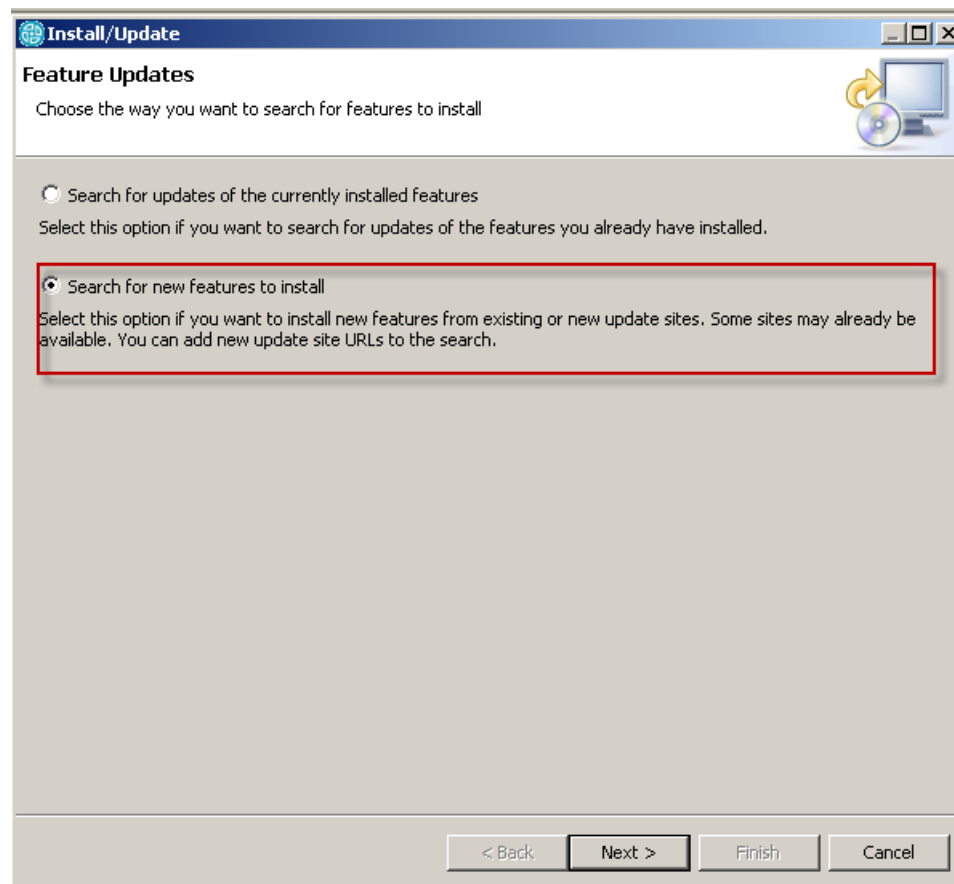 Install/Update
Feature Updates
Choose the way you want to search for features to install
Search for updates of the currently installed features
Select this option if you want to search for updates of the features you already have installed.
Search for new features to install
Select this option if you want to install new features from existing or new update sites. Some sites may already be
available. You can add new update site URLs to the search.
< Back Next > Finish Cancel